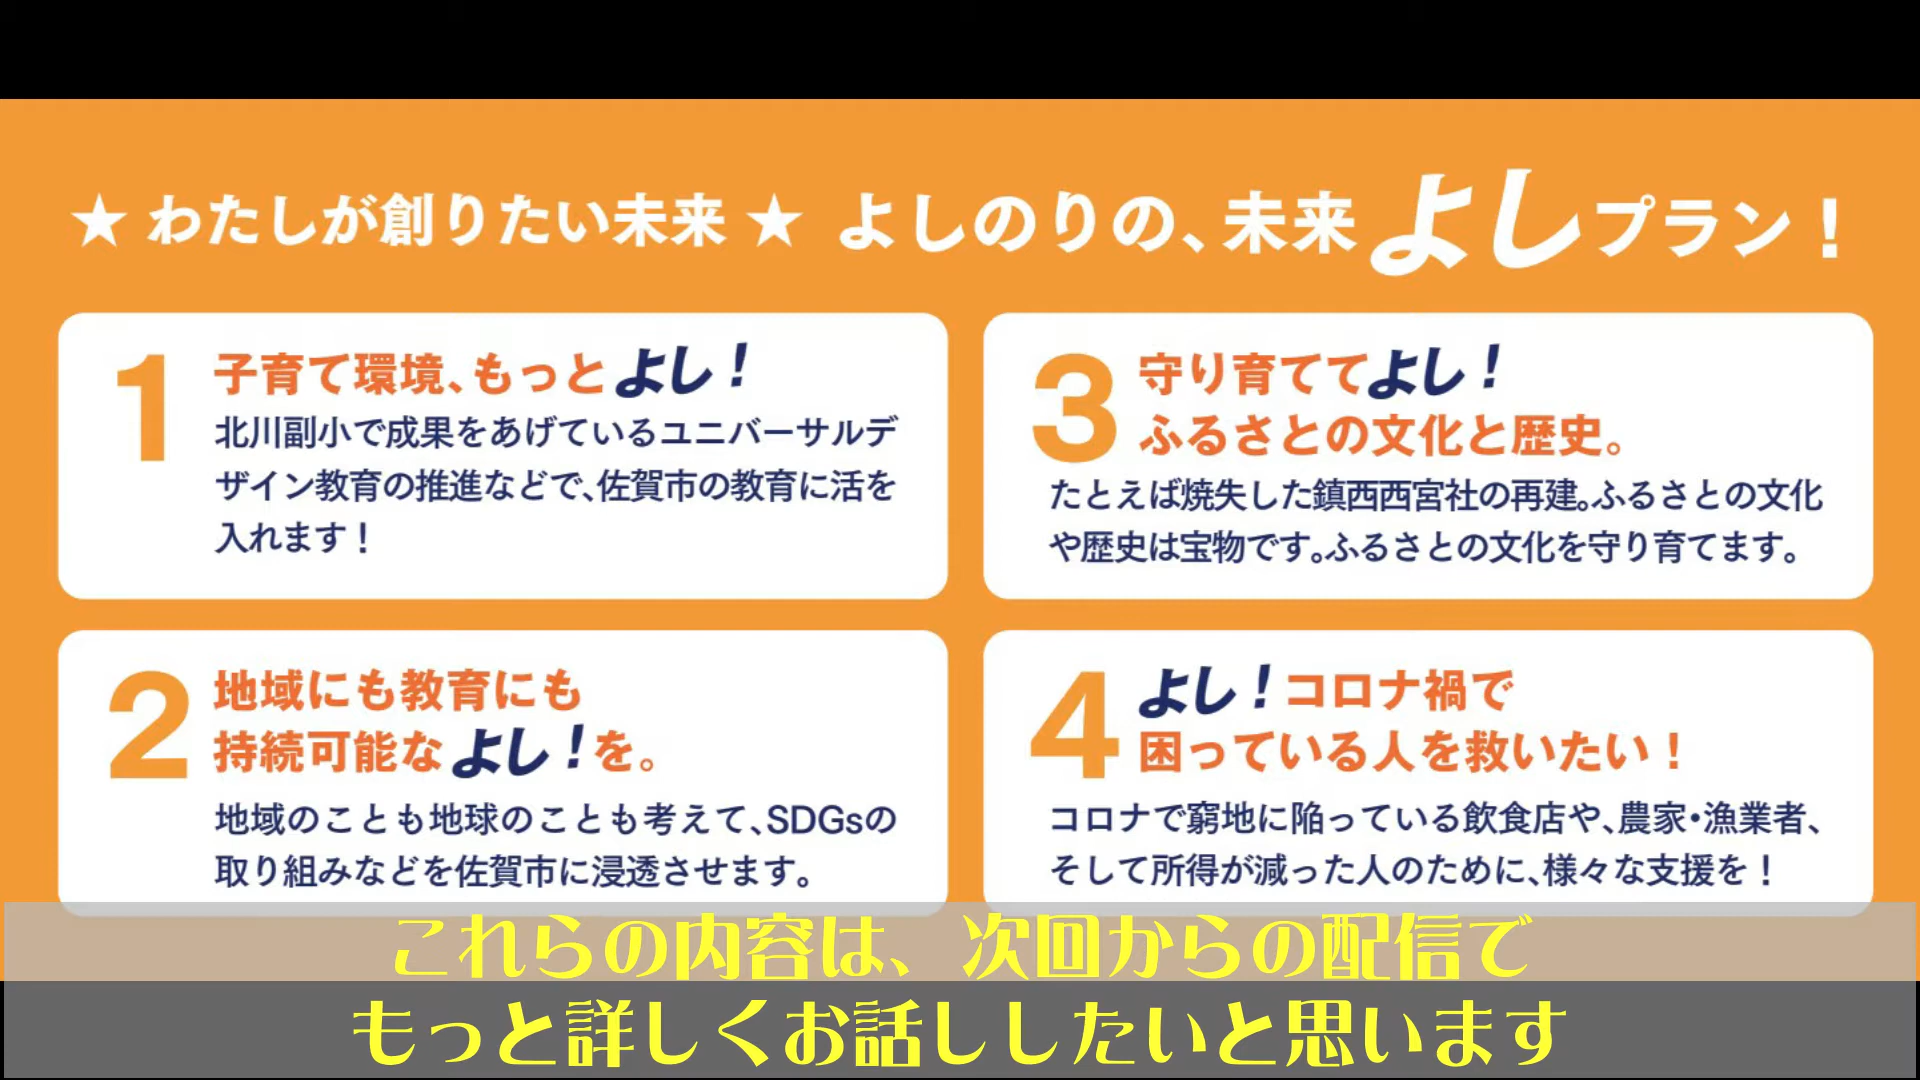 ★ わたしが創りたい未来 ★ よしのりの、未来よしプラン！
1
子育て環境、もっとよし！
北川副小で成果をあげているユニバーサルデ
ザイン教育の推進などで、佐賀市の教育に活を
入れます！
2
地域にも教育にも
持続可能なよし！を。
地域のことも地球のことも考えて、SDGsの
取り組みなどを佐賀市に浸透させます。
3
守り育ててよし！
ふるさとの文化と歴史。
たとえば焼失した鎮西西宮社の再建。ふるさとの文化
や歴史は宝物です。ふるさとの文化を守り育てます。
4
よし！コロナ禍で
困っている人を救いたい！
コロナで窮地に陥っている飲食店や、農家・漁業者、
そして所得が減った人のために、様々な支援を！
これらの内容は、次回からの配信で
もっと詳しくお話ししたいと思います